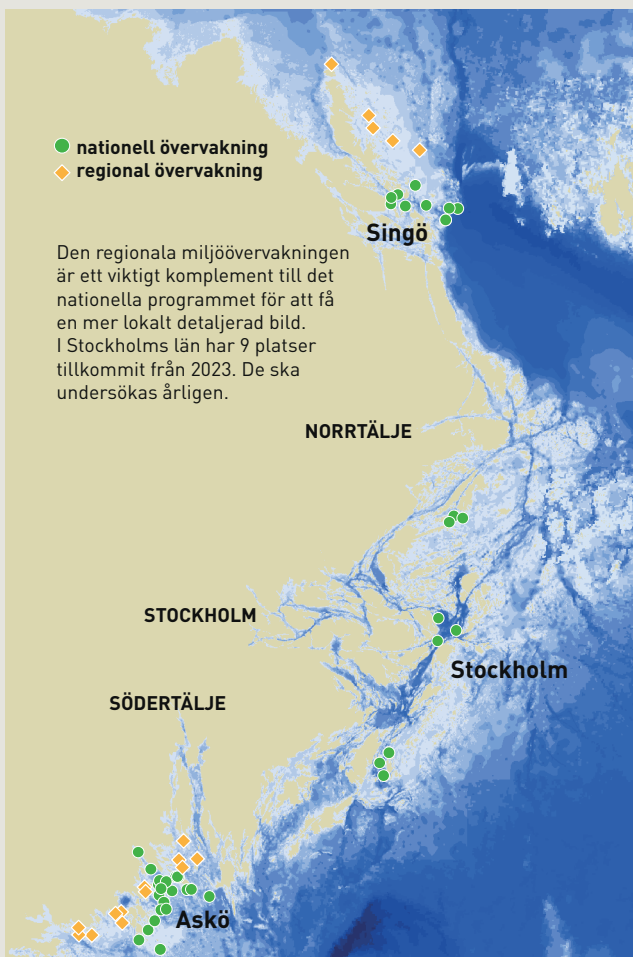 nationell övervakning
regional övervakning
Singö
Den regionala miljöövervakningen
är ett viktigt komplement till det
nationella programmet för att få
en mer lokalt detaljerad bild.
I Stockholms län har 9 platser
tillkommit från 2023. De ska
undersökas årligen.
NORRTÄLJE
STOCKHOLM
Stockholm
SÖDERTÄLJE
Askö